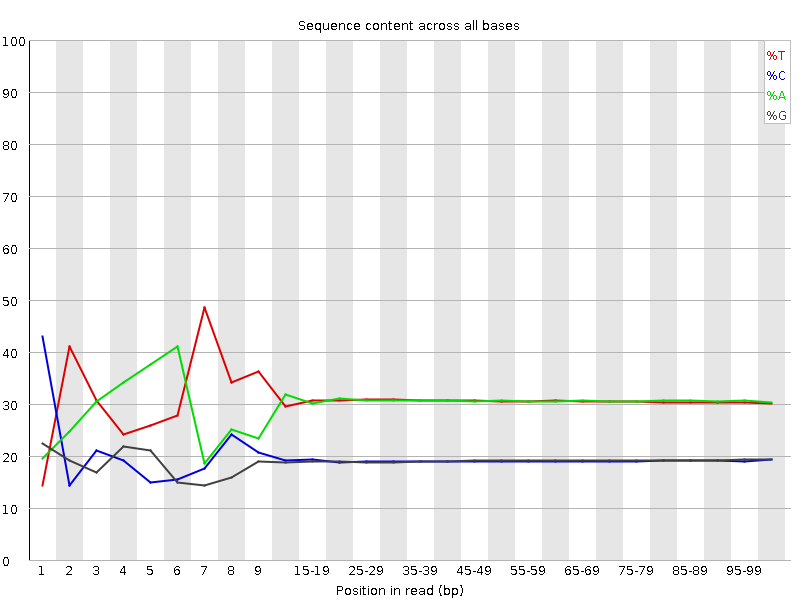 Sequence content across all bases
100
90
80
70
60
50
40
30
20
10
0
%T
%C
%A
%G
1 2 3 4 5 6 7 8 9 15-19 25-29 35-39 45-49 55-59 65-69 75-79 85-89 95-99
Position in read (bp)